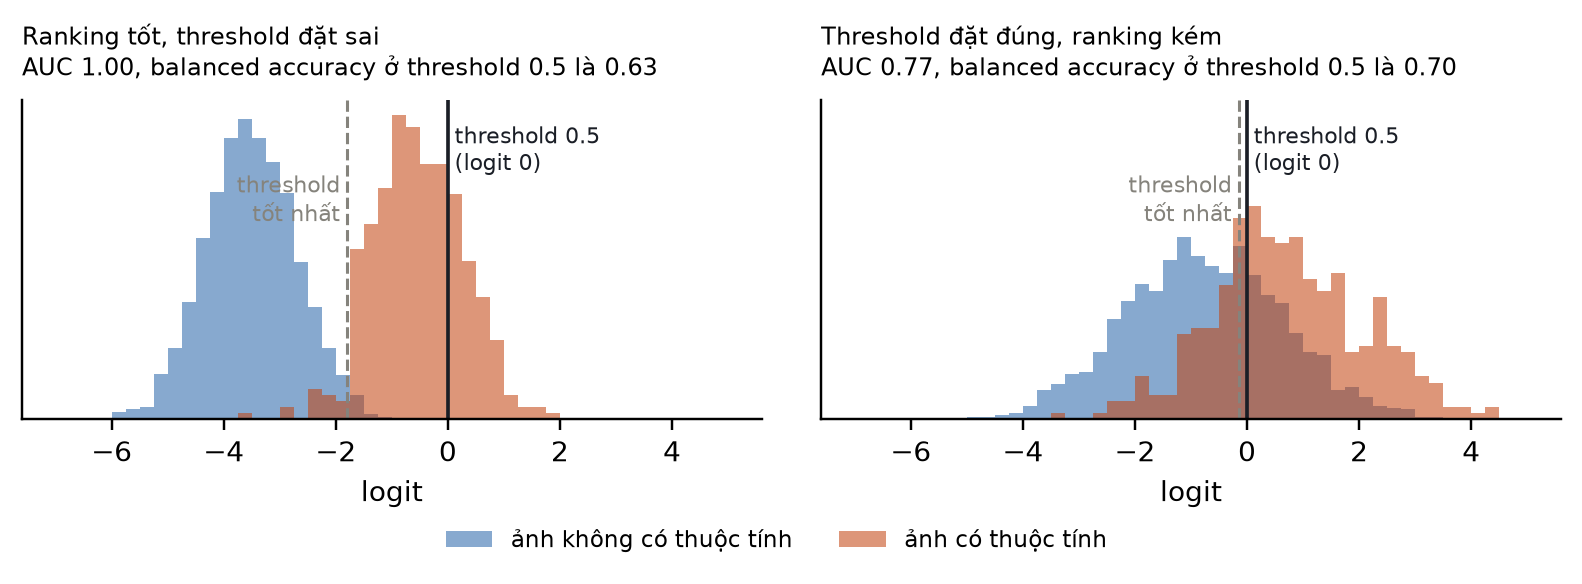 Ranking tốt, threshold đặt sai
AUC 1.00, balanced accuracy ở threshold 0.5 là 0.63
threshold 0.5
(logit 0)
threshold
tốt nhất
−6 −4 −2 0 2 4
logit
Threshold đặt đúng, ranking kém
AUC 0.77, balanced accuracy ở threshold 0.5 là 0.70
threshold 0.5
(logit 0)
threshold
tốt nhất
−6 −4 −2 0 2 4
logit
ảnh không có thuộc tính
ảnh có thuộc tính